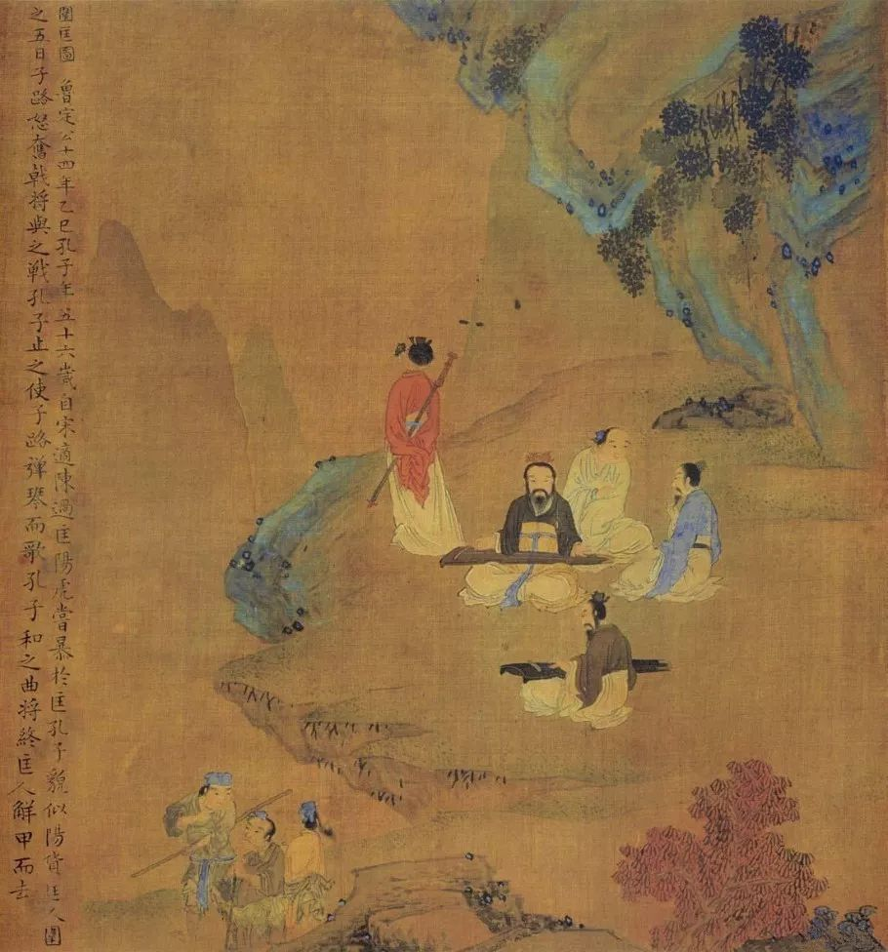 圍匡圖 魯定公十四年乙巳孔子年五十六歲自宋適陳過匡陽虎嘗暴於匡孔子貌似陽貨匡人圍
之五日子路怒奮戟將與之戰孔子止之使子路弹琴而歌孔子和之曲将終匡人解甲而去